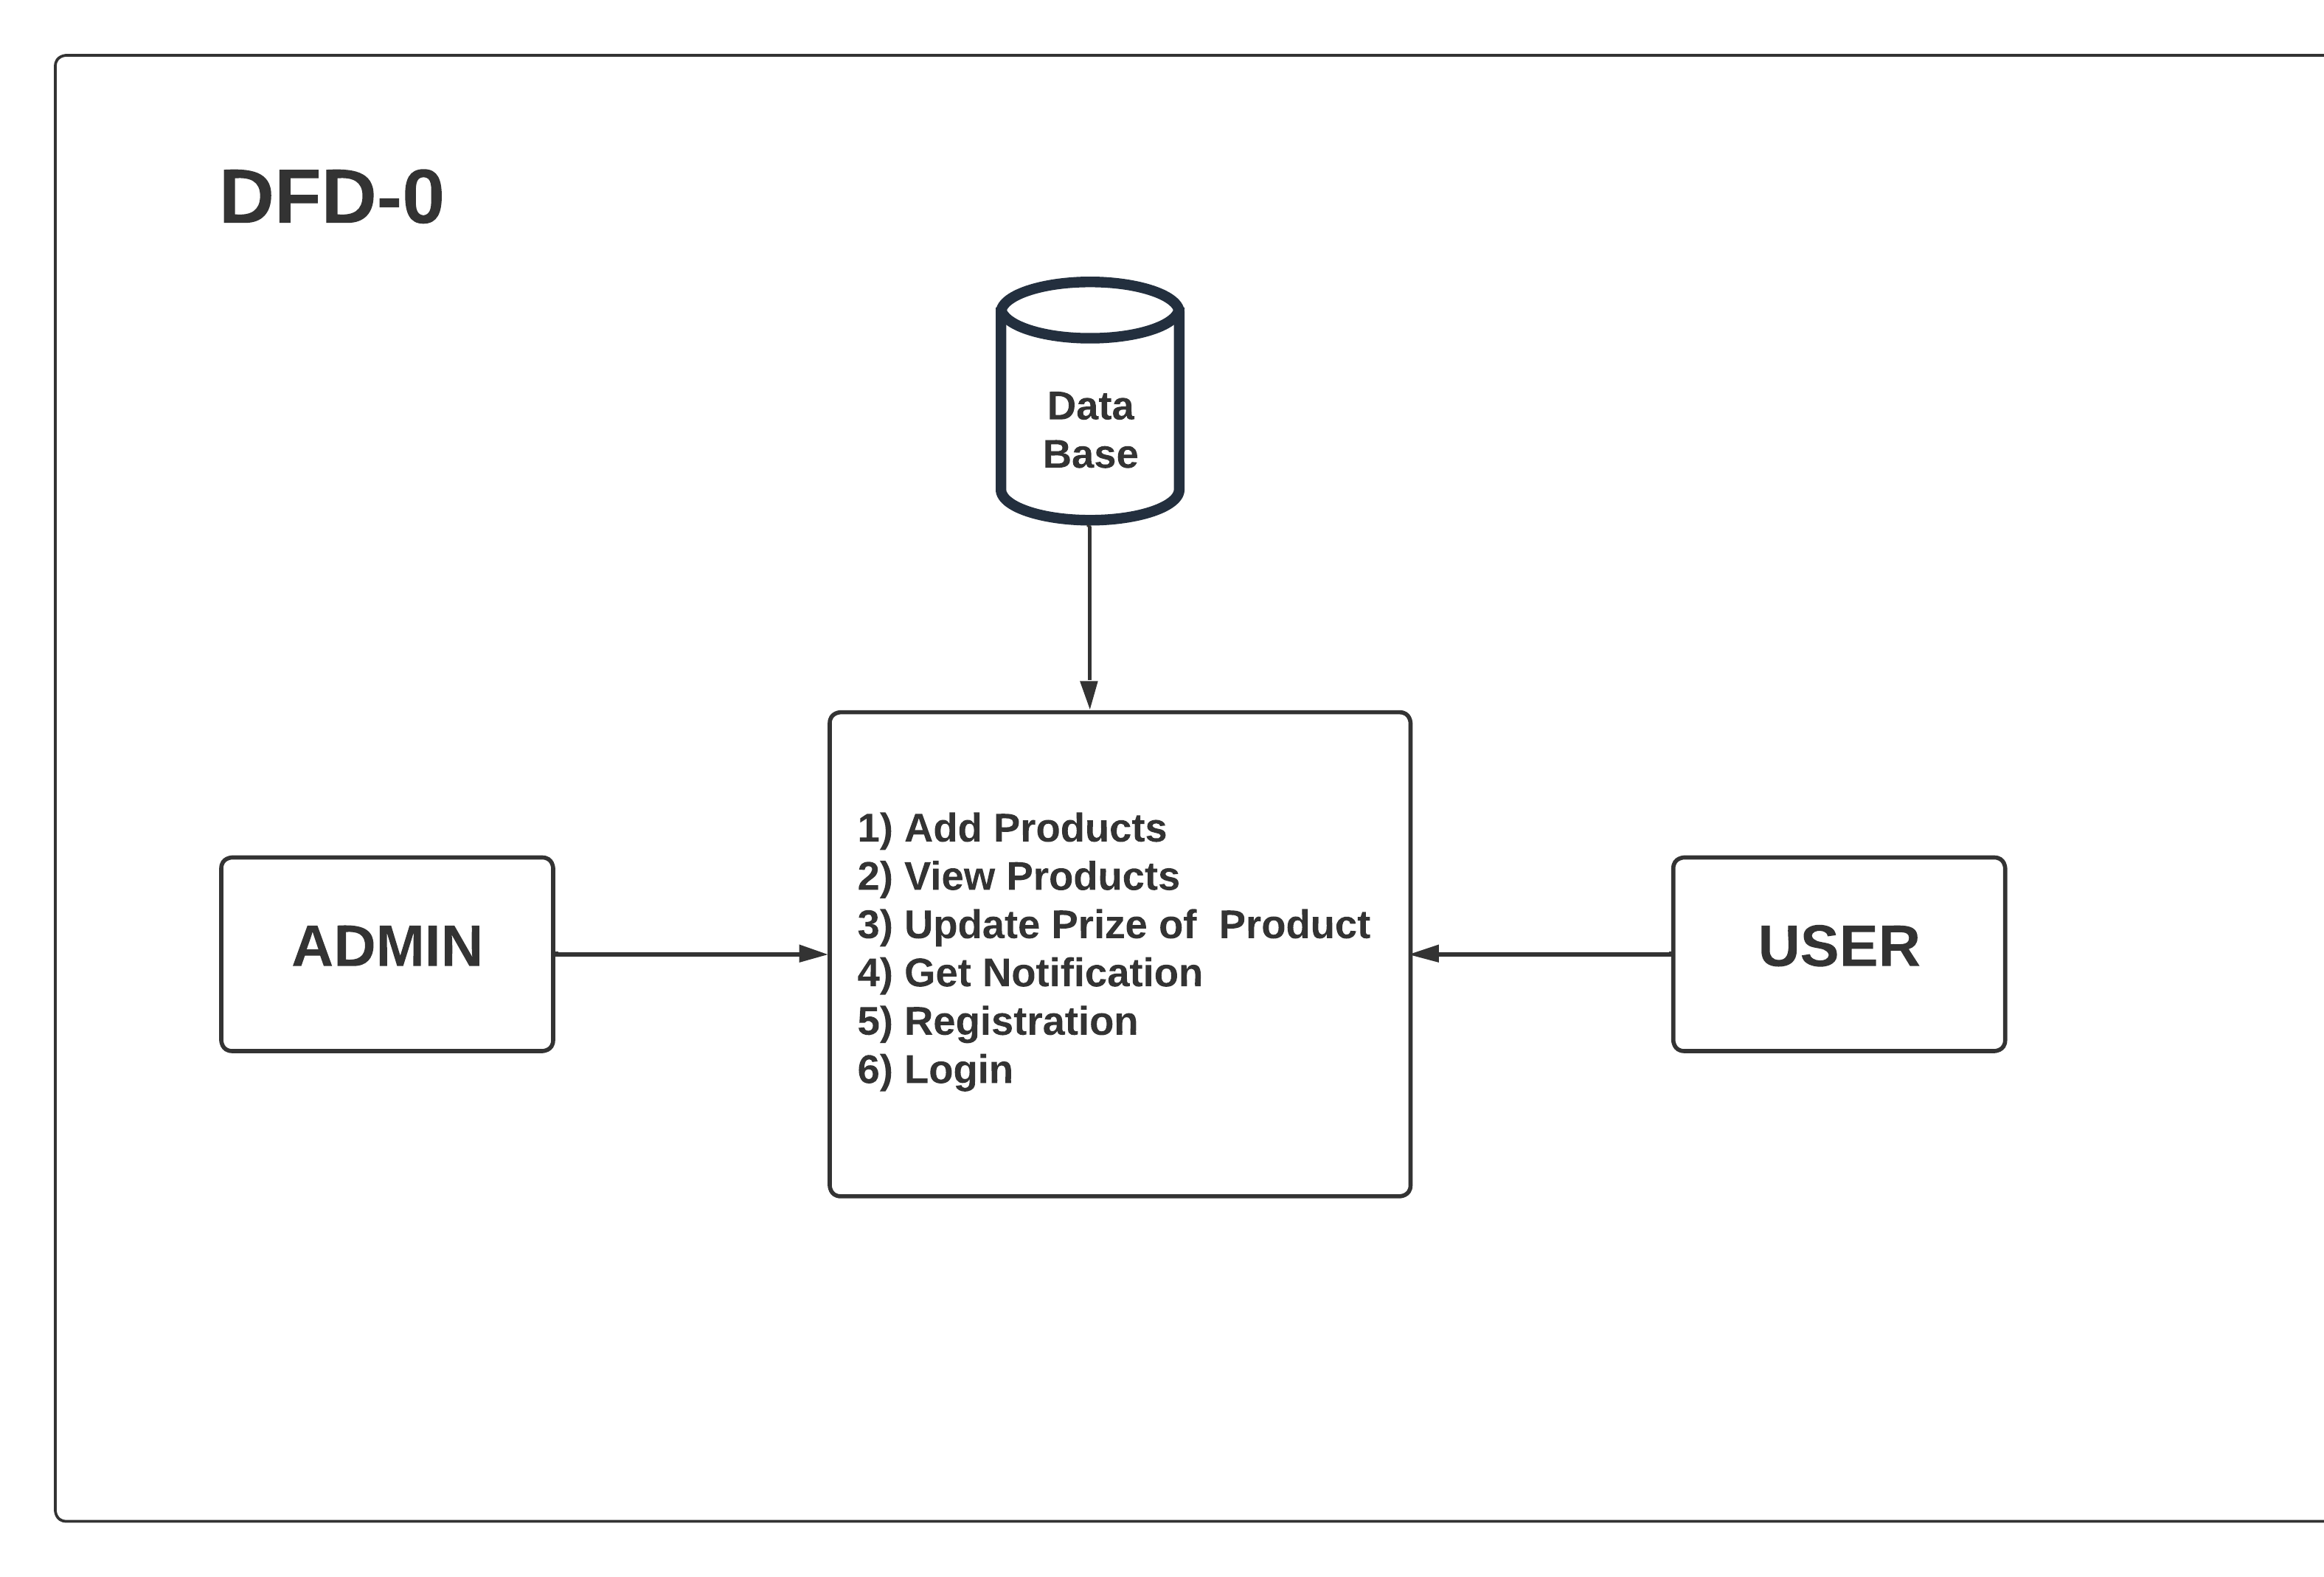 DFD-0
Data
Base
1) Add Products
2) View Products
3) Update Prize of  Product
4) Get Notification
5) Registration
6) Login
ADMIN
USER